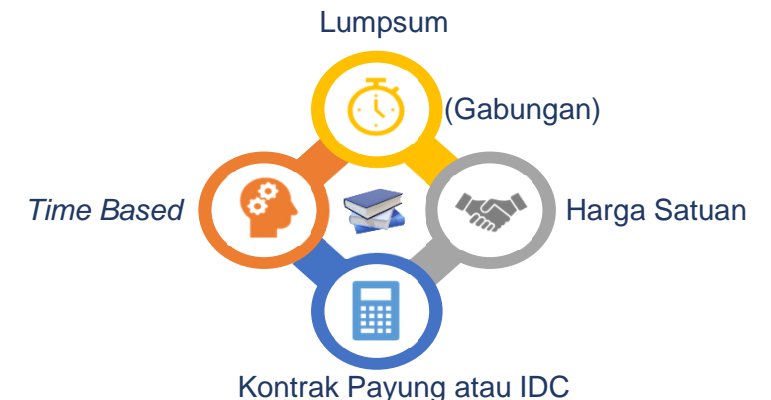 Lumpsum
(Gabungan)
Time Based
Harga Satuan
Kontrak Payung atau IDC